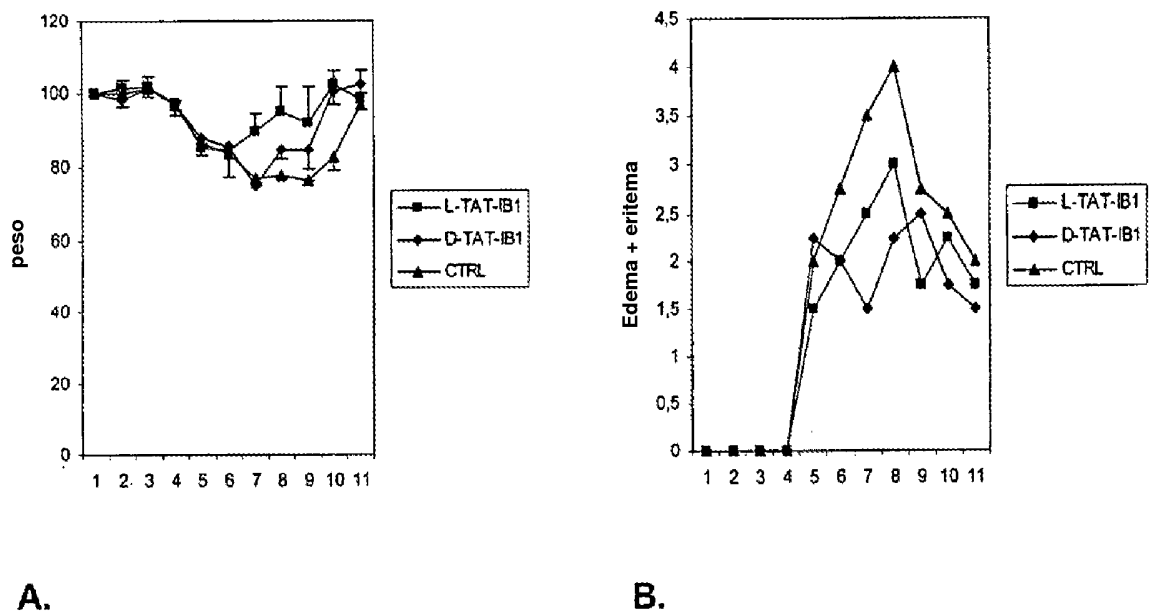 120
100
80
60
40
20
0
peso
1 2 3 4 5 6 7 8 9 10 11
L-TAT-IB1
D-TAT-IB1
CTRL
A.
4,5
4
3,5
3
2,5
2
1,5
1
0,5
0
Edema + eritema
1 2 3 4 5 6 7 8 9 10 11
L-TAT-IB1
D-TAT-IB1
CTRL
B.